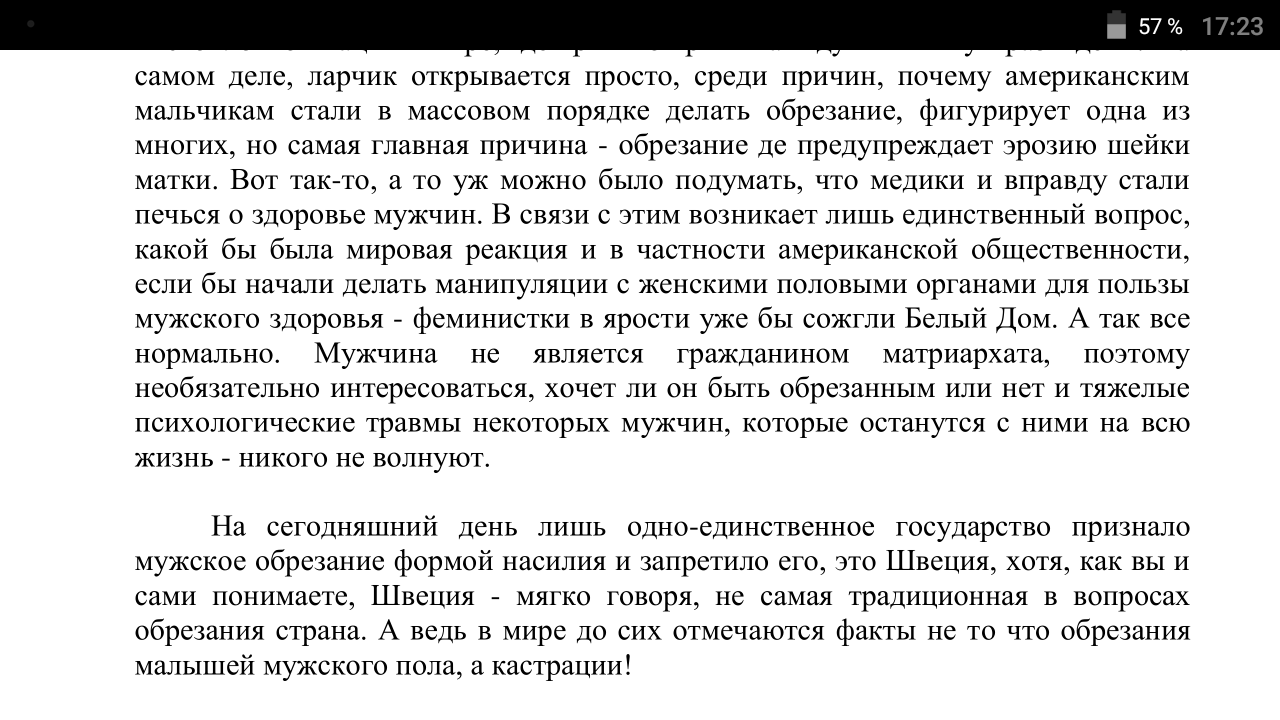 57 % 17:23
самом деле, ларчик открывается просто, среди причин, почему американским
мальчикам стали в массовом порядке делать обрезание, фигурирует одна из
многих, но самая главная причина - обрезание де предупреждает эрозию шейки
матки. Вот так-то, а то уж можно было подумать, что медики и вправду стали
печься о здоровье мужчин. В связи с этим возникает лишь единственный вопрос,
какой бы была мировая реакция и в частности американской общественности,
если бы начали делать манипуляции с женскими половыми органами для пользы
мужского здоровья - феминистки в ярости уже бы сожгли Белый Дом. А так все
нормально. Мужчина не является гражданином матриархата, поэтому
необязательно интересоваться, хочет ли он быть обрезанным или нет и тяжелые
психологические травмы некоторых мужчин, которые останутся с ними на всю
жизнь - никого не волнуют.
На сегодняшний день лишь одно-единственное государство признало
мужское обрезание формой насилия и запретило его, это Швеция, хотя, как вы и
сами понимаете, Швеция - мягко говоря, не самая традиционная в вопросах
обрезания страна. А ведь в мире до сих отмечаются факты не то что обрезания
малышей мужского пола, а кастрации!